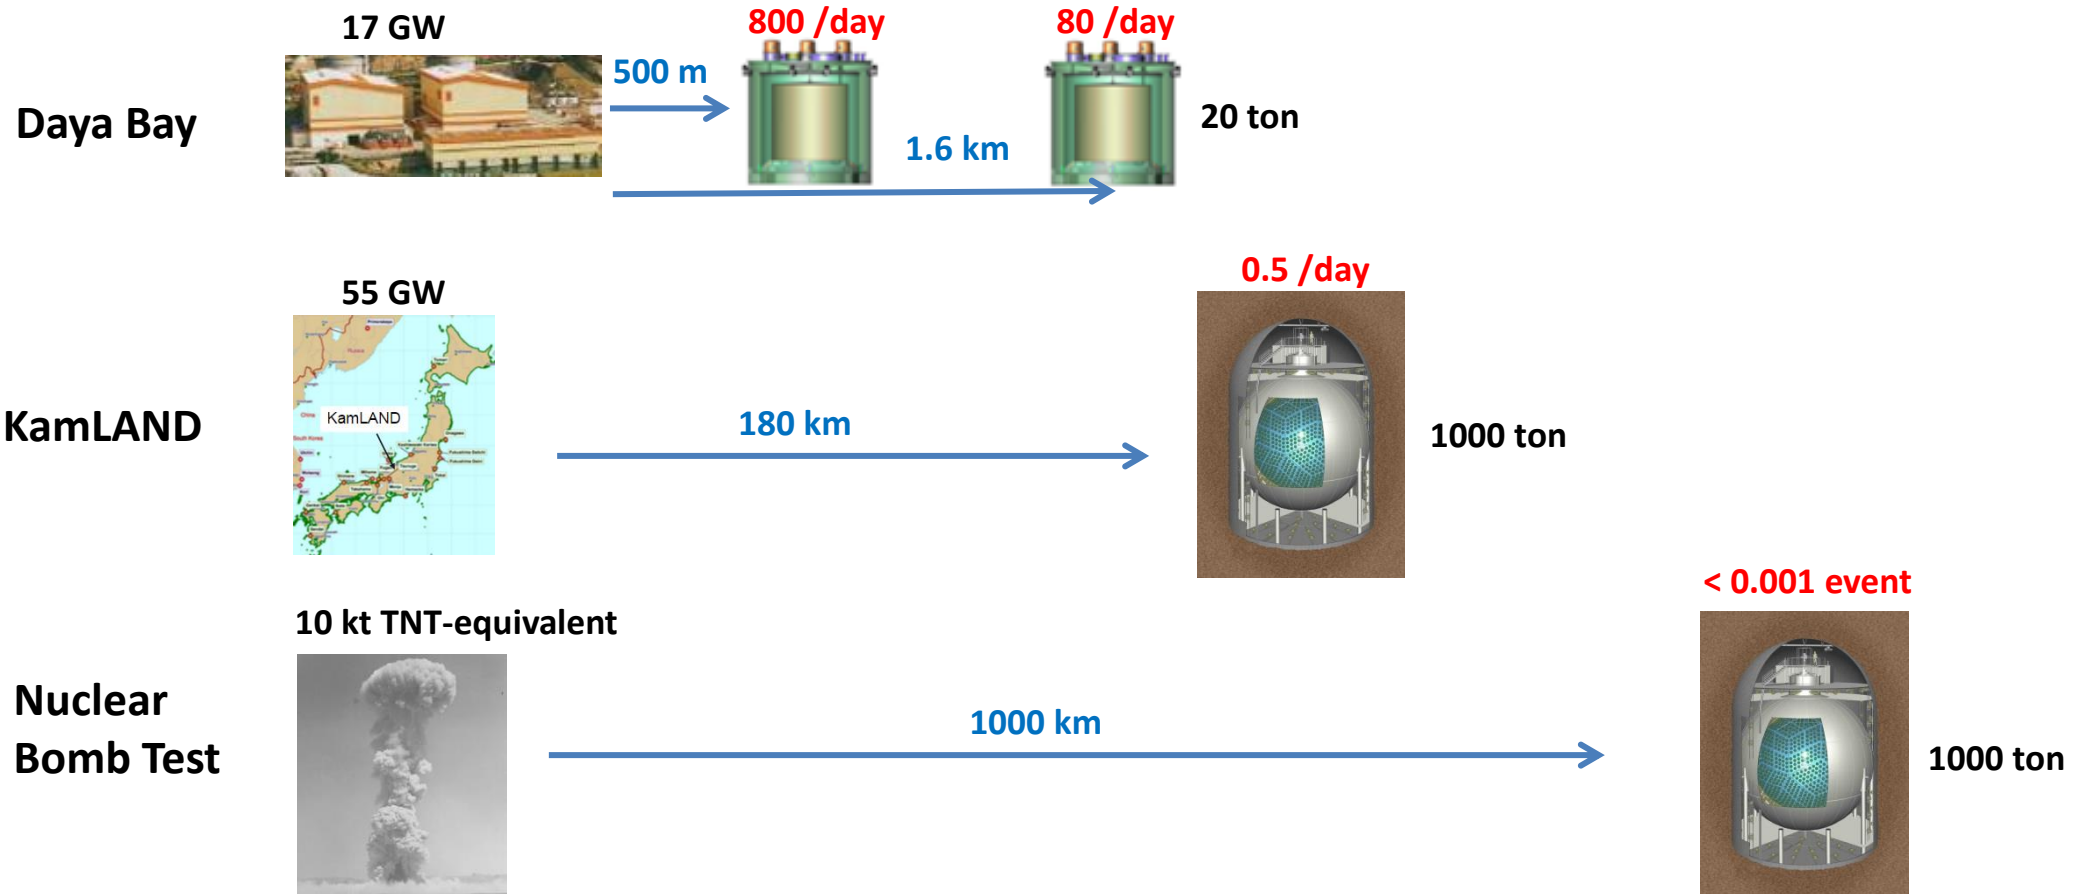 17 GW
800 /day
80 /day
500 m
Daya Bay
20 ton
1.6 km
0.5 /day
55 GW
KamLAND
KamLAND
180 km
1000 ton
< 0.001 event
10 kt TNT-equivalent
Nuclear
Bomb Test
1000 km
1000 ton